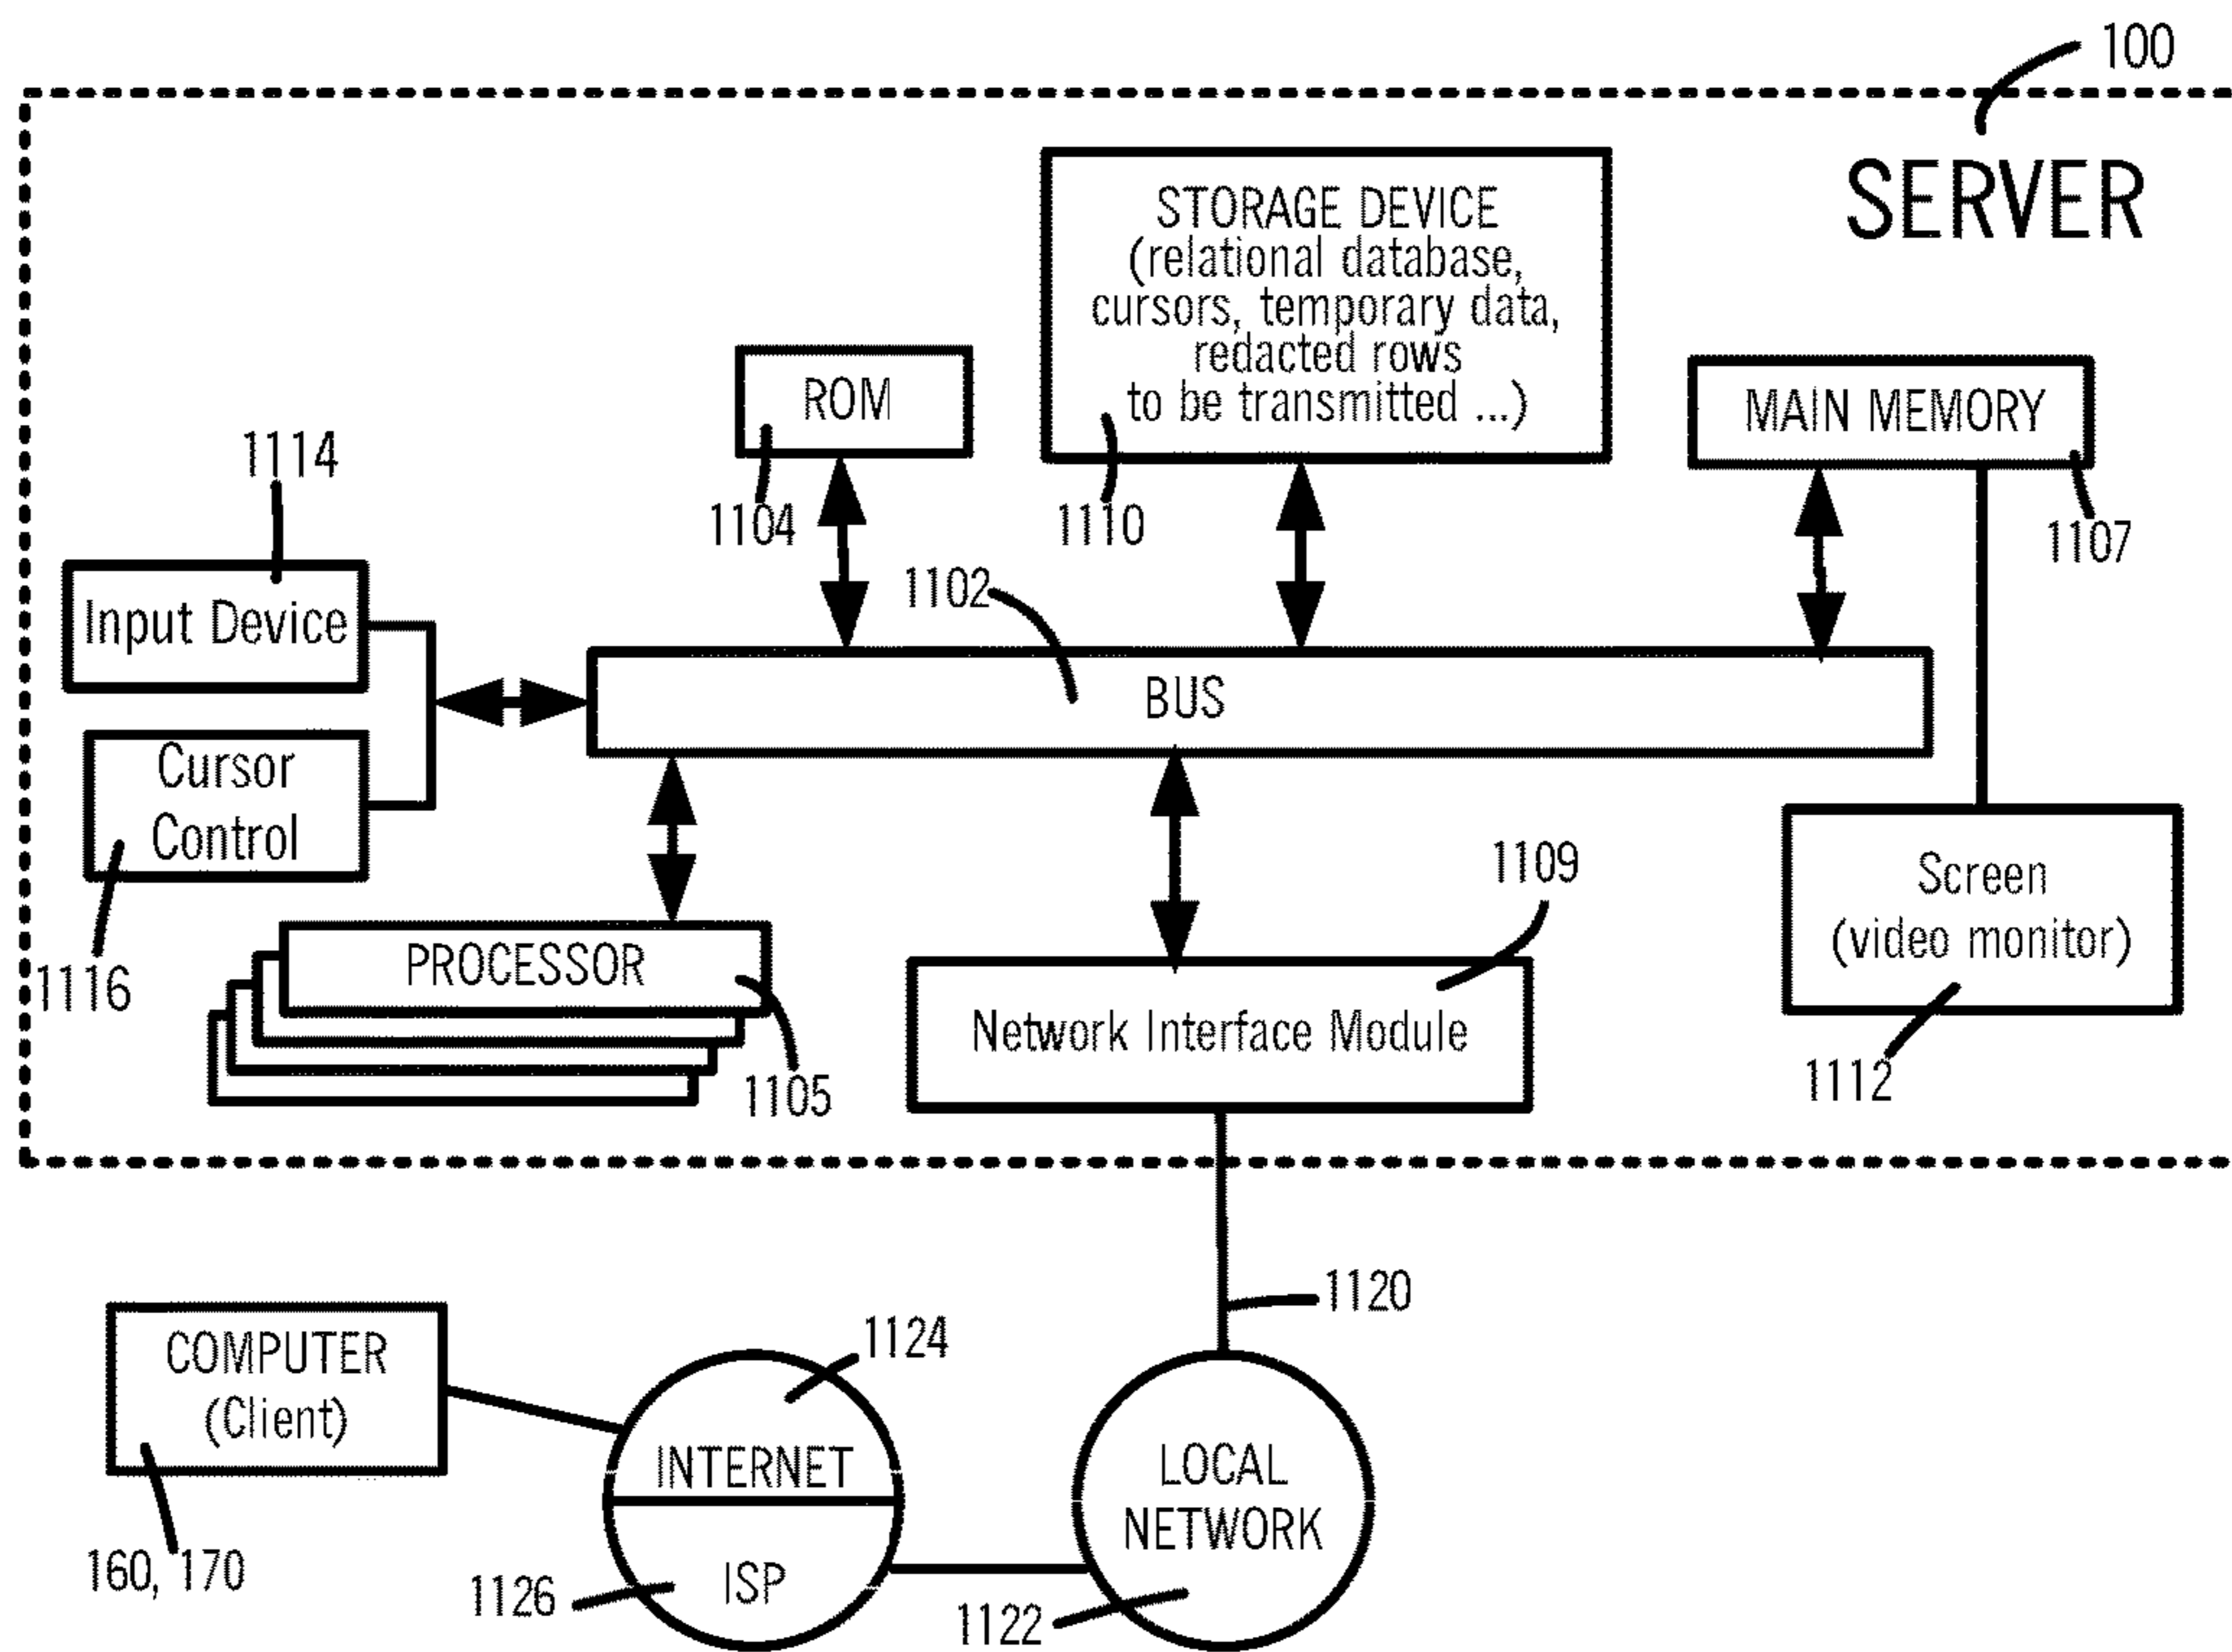 100
SERVER
STORAGE DEVICE
(relational database,
cursors, temporary data,
redacted rows
to be transmitted ...)
1110
ROM
1104
MAIN MEMORY
1107
1114
Input Device
1102
BUS
Cursor
Control
1116
PROCESSOR
1105
1109
Network Interface Module
Screen
(video monitor)
1112
1120
COMPUTER
(Client)
160, 170
1124
INTERNET
ISP
1126
LOCAL
NETWORK
1122